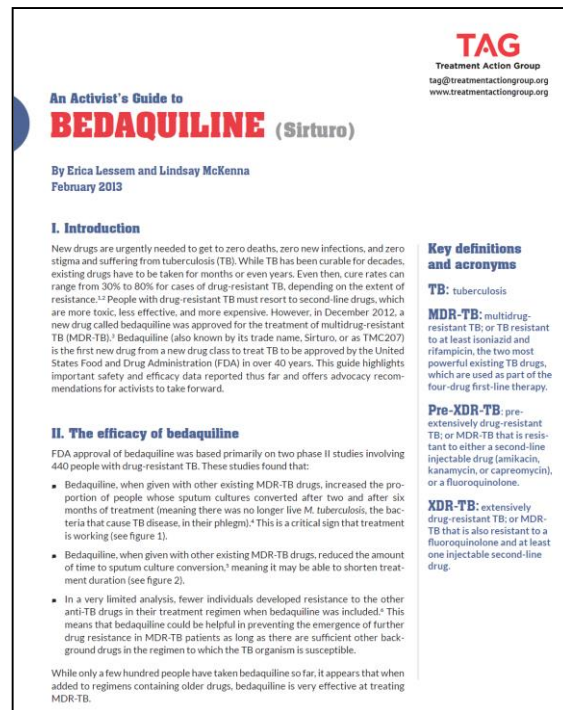 TAG
Treatment Action Group
tag@treatmentactiongroup.org
www.treatmentactiongroup.org
An Activist's Guide to
BEDAQUILINE (Sirturo)
By Erica Lessem and Lindsay McKenna
February 2013
I. Introduction
New drugs are urgently needed to get to zero deaths, zero new infections, and zero
stigma and suffering from tuberculosis (TB). While TB has been curable for decades,
existing drugs have to be taken for months or even years. Even then, cure rates can
range from 30% to 80% for cases of drug-resistant TB, depending on the extent of
resistance.1,2 People with drug-resistant TB must resort to second-line drugs, which
are more toxic, less effective, and more expensive. However, in December 2012, a
new drug called bedaquiline was approved for the treatment of multidrug-resistant
TB (MDR-TB).3 Bedaquiline (also known by its trade name, Sirturo, or as TMC207)
is the first new drug from a new drug class to treat TB to be approved by the United
States Food and Drug Administration (FDA) in over 40 years. This guide highlights
important safety and efficacy data reported thus far and offers advocacy recom-
mendations for activists to take forward.
II. The efficacy of bedaquiline
FDA approval of bedaquiline was based primarily on two phase II studies involving
440 people with drug-resistant TB. These studies found that:
▪ Bedaquiline, when given with other existing MDR-TB drugs, increased the pro-
portion of people whose sputum cultures converted after two and after six
months of treatment (meaning there was no longer live M. tuberculosis, the bac-
teria that cause TB disease, in their phlegm).4 This is a critical sign that treatment
is working (see figure 1).
▪ Bedaquiline, when given with other existing MDR-TB drugs, reduced the amount
of time to sputum culture conversion,5 meaning it may be able to shorten treat-
ment duration (see figure 2).
▪ In a very limited analysis, fewer individuals developed resistance to the other
anti-TB drugs in their treatment regimen when bedaquiline was included.6 This
means that bedaquiline could be helpful in preventing the emergence of further
drug resistance in MDR-TB patients as long as there are sufficient other back-
ground drugs in the regimen to which the TB organism is susceptible.
While only a few hundred people have taken bedaquiline so far, it appears that when
added to regimens containing older drugs, bedaquiline is very effective at treating
MDR-TB.
Key definitions
and acronyms
TB: tuberculosis
MDR-TB: multidrug-
resistant TB; or TB resistant
to at least isoniazid and
rifampicin, the two most
powerful existing TB drugs,
which are used as part of the
four-drug first-line therapy.
Pre-XDR-TB: pre-
extensively drug-resistant
TB; or MDR-TB that is resis-
tant to either a second-line
injectable drug (amikacin,
kanamycin, or capreomycin),
or a fluoroquinolone.
XDR-TB: extensively
drug-resistant TB; or MDR-
TB that is also resistant to a
fluoroquinolone and at least
one injectable second-line
drug.